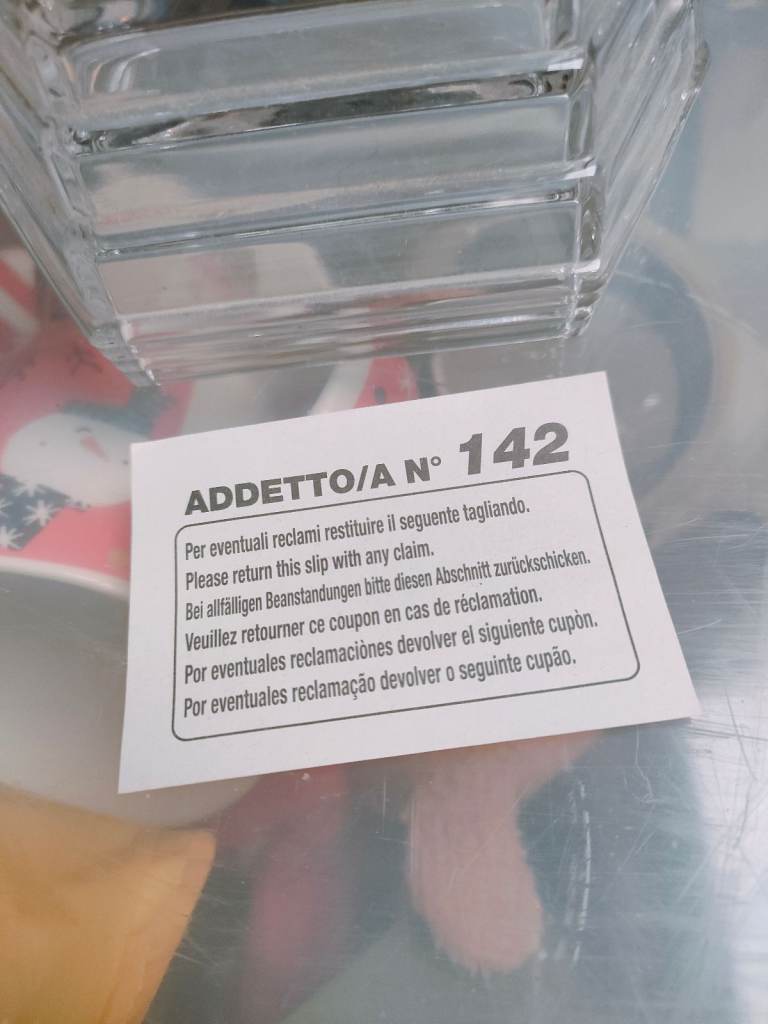 ADDETTO/A N° 142
Per eventuali reclami restituire il seguente tagliando.
Please return this slip with any claim.
Bei allfälligen Beanstandungen bitte diesen Abschnitt zurückschicken.
Veuillez retourner ce coupon en cas de réclamation.
Por eventuales reclamaciònes devolver el siguiente cupòn.
Por eventuales reclamação devolver o seguinte cupão.